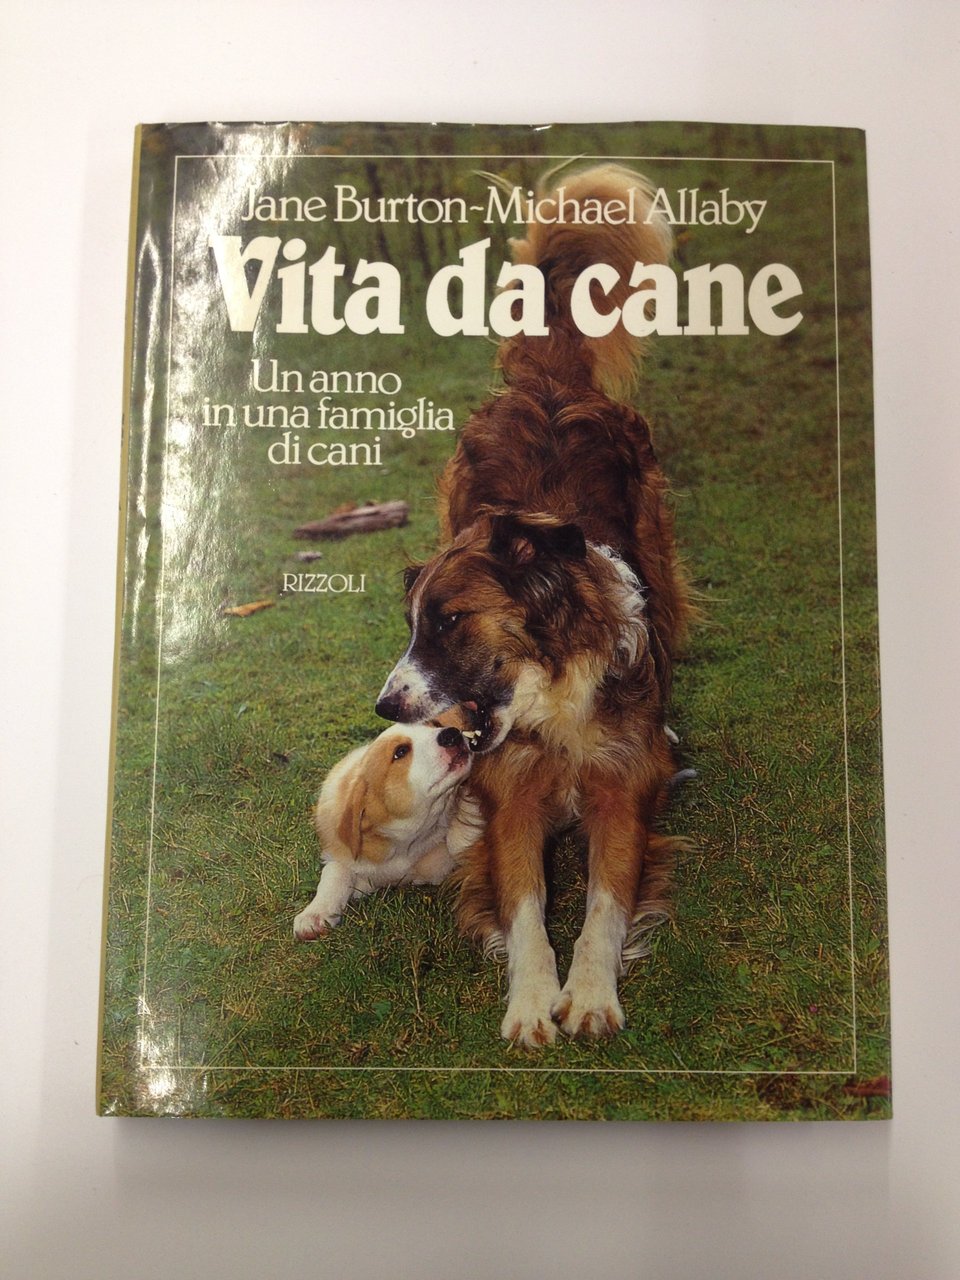 Jane Burton-Michael Allaby
Vita da cane
Un anno
in una famiglia
di cani
RIZZOLI